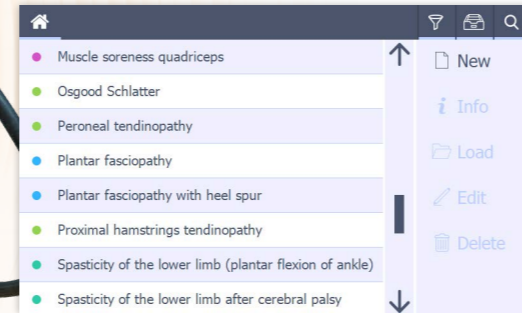 Muscle soreness quadriceps
Osgood Schlatter
Peroneal tendinopathy
Plantar fasciopathy
Plantar fasciopathy with heel spur
Proximal hamstrings tendinopathy
Spasticity of the lower limb (plantar flexion of ankle)
Spasticity of the lower limb after cerebral palsy
New
Info
Load
Edit
Delete